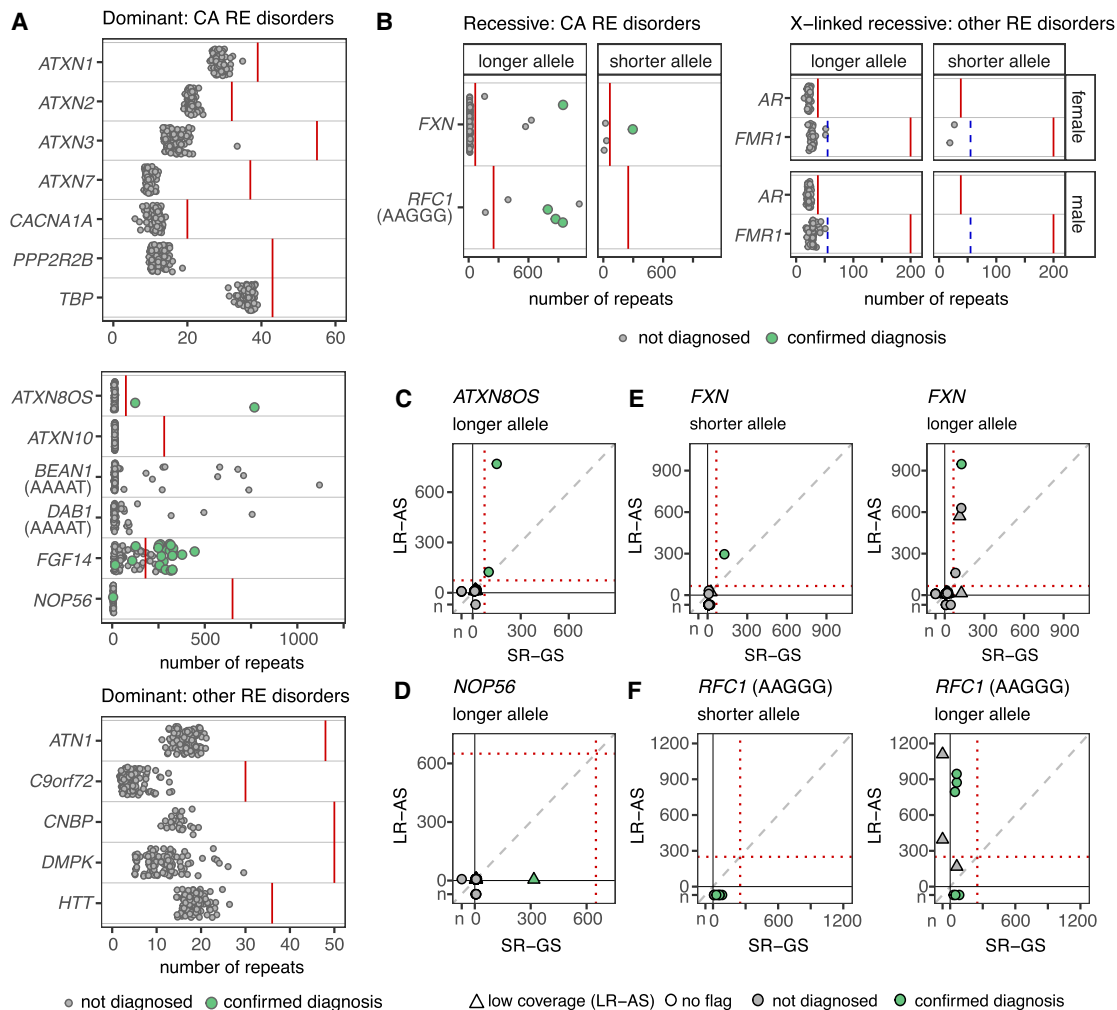 A
Dominant: CA RE disorders
ATXN1
ATXN2
ATXN3
ATXN7
CACNA1A
PPP2R2B
TBP
0 20 40 60
ATXN8OS
ATXN10
BEAN1
(AAAAT)
DAB1
(AAAAT)
FGF14
NOP56
0 500 1000
number of repeats
Dominant: other RE disorders
ATN1
C9orf72
CNBP
DMPK
HTT
0 10 20 30 40 50
number of repeats
not diagnosed confirmed diagnosis
B
Recessive: CA RE disorders
longer allele shorter allele
FXN
RFC1
(AAGGG)
0 600 0 600
number of repeats
X−linked recessive: other RE disorders
longer allele shorter allele
AR
FMR1
female
AR
FMR1
male
0 100 200 0 100 200
number of repeats
not diagnosed confirmed diagnosis
C
ATXN8OS
longer allele
LR−AS
600
300
0
n
n 0 300 600
SR−GS
E
FXN
shorter allele
LR−AS
900
600
300
0
n
n 0 300 600 900
SR−GS
FXN
longer allele
LR−AS
900
600
300
0
n
n 0 300 600 900
SR−GS
D
NOP56
longer allele
LR−AS
600
300
0
n
n 0 300 600
SR−GS
F
RFC1 (AAGGG)
shorter allele
LR−AS
1200
900
600
300
0
n
n 0 600 1200
SR−GS
RFC1 (AAGGG)
longer allele
LR−AS
1200
900
600
300
0
n
n 0 600 1200
SR−GS
low coverage (LR−AS) no flag not diagnosed confirmed diagnosis